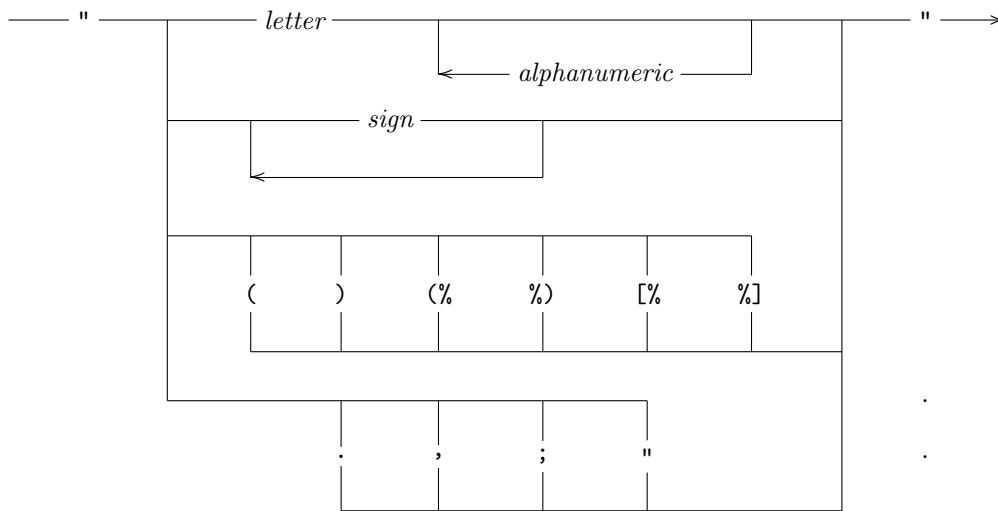 " letter "
alphanumeric
sign
( ) (% %) [% %]
.
. , ; " .